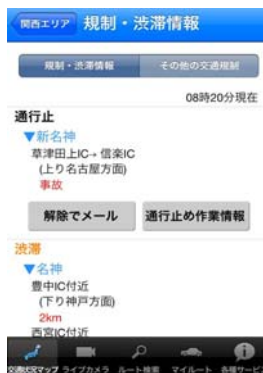 関西エリア
規制・渋滞情報
規制・渋滞情報
その他の交通規制
08時20分現在
通行止
▼新名神
草津田上IC→信楽IC
(上り名古屋方面)
事故
解除でメール
通行止め作業情報
渋滞
▼名神
豊中IC付近
(下り神戸方面)
2km
西宮IC付近
交通状況マップ
ライブカメラ
ルート検索
マイルート
各種サービ